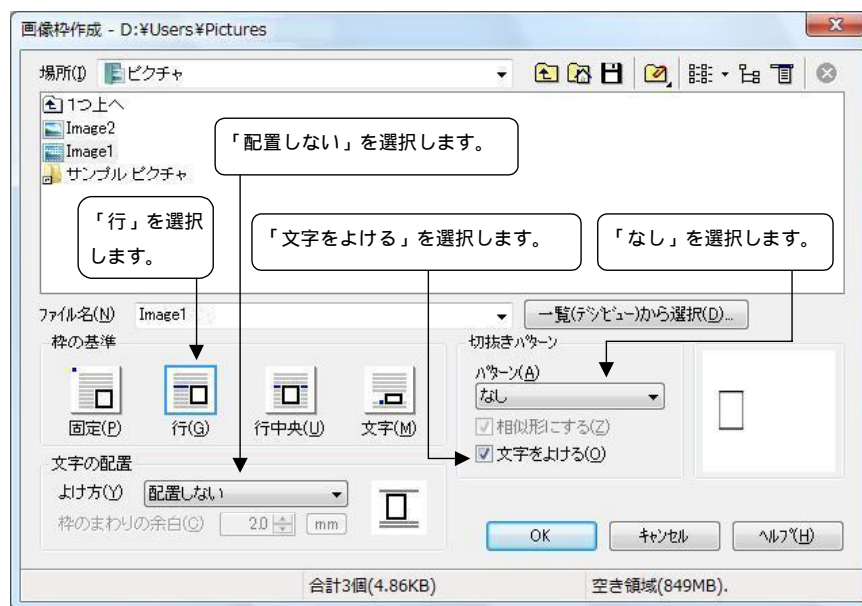 画像枠作成 - D:¥Users¥Pictures
場所(I) ピクチャ
1つ上へ
Image2
Image1
サンプル ピクチャ
「配置しない」を選択します。
「行」を選択
します。
「文字をよける」を選択します。
「なし」を選択します。
ファイル名(N) Image1
一覧(デジビュー)から選択(D)...
枠の基準
固定(P) 行(G) 行中央(U) 文字(M)
切抜きパターン
パターン(A)
なし
相似形にする(Z)
文字をよける(O)
文字の配置
よけ方(Y) 配置しない
枠のまわりの余白(C) 2.0 mm
OK キャンセル ヘルプ(H)
合計3個(4.86KB) 空き領域(849MB).